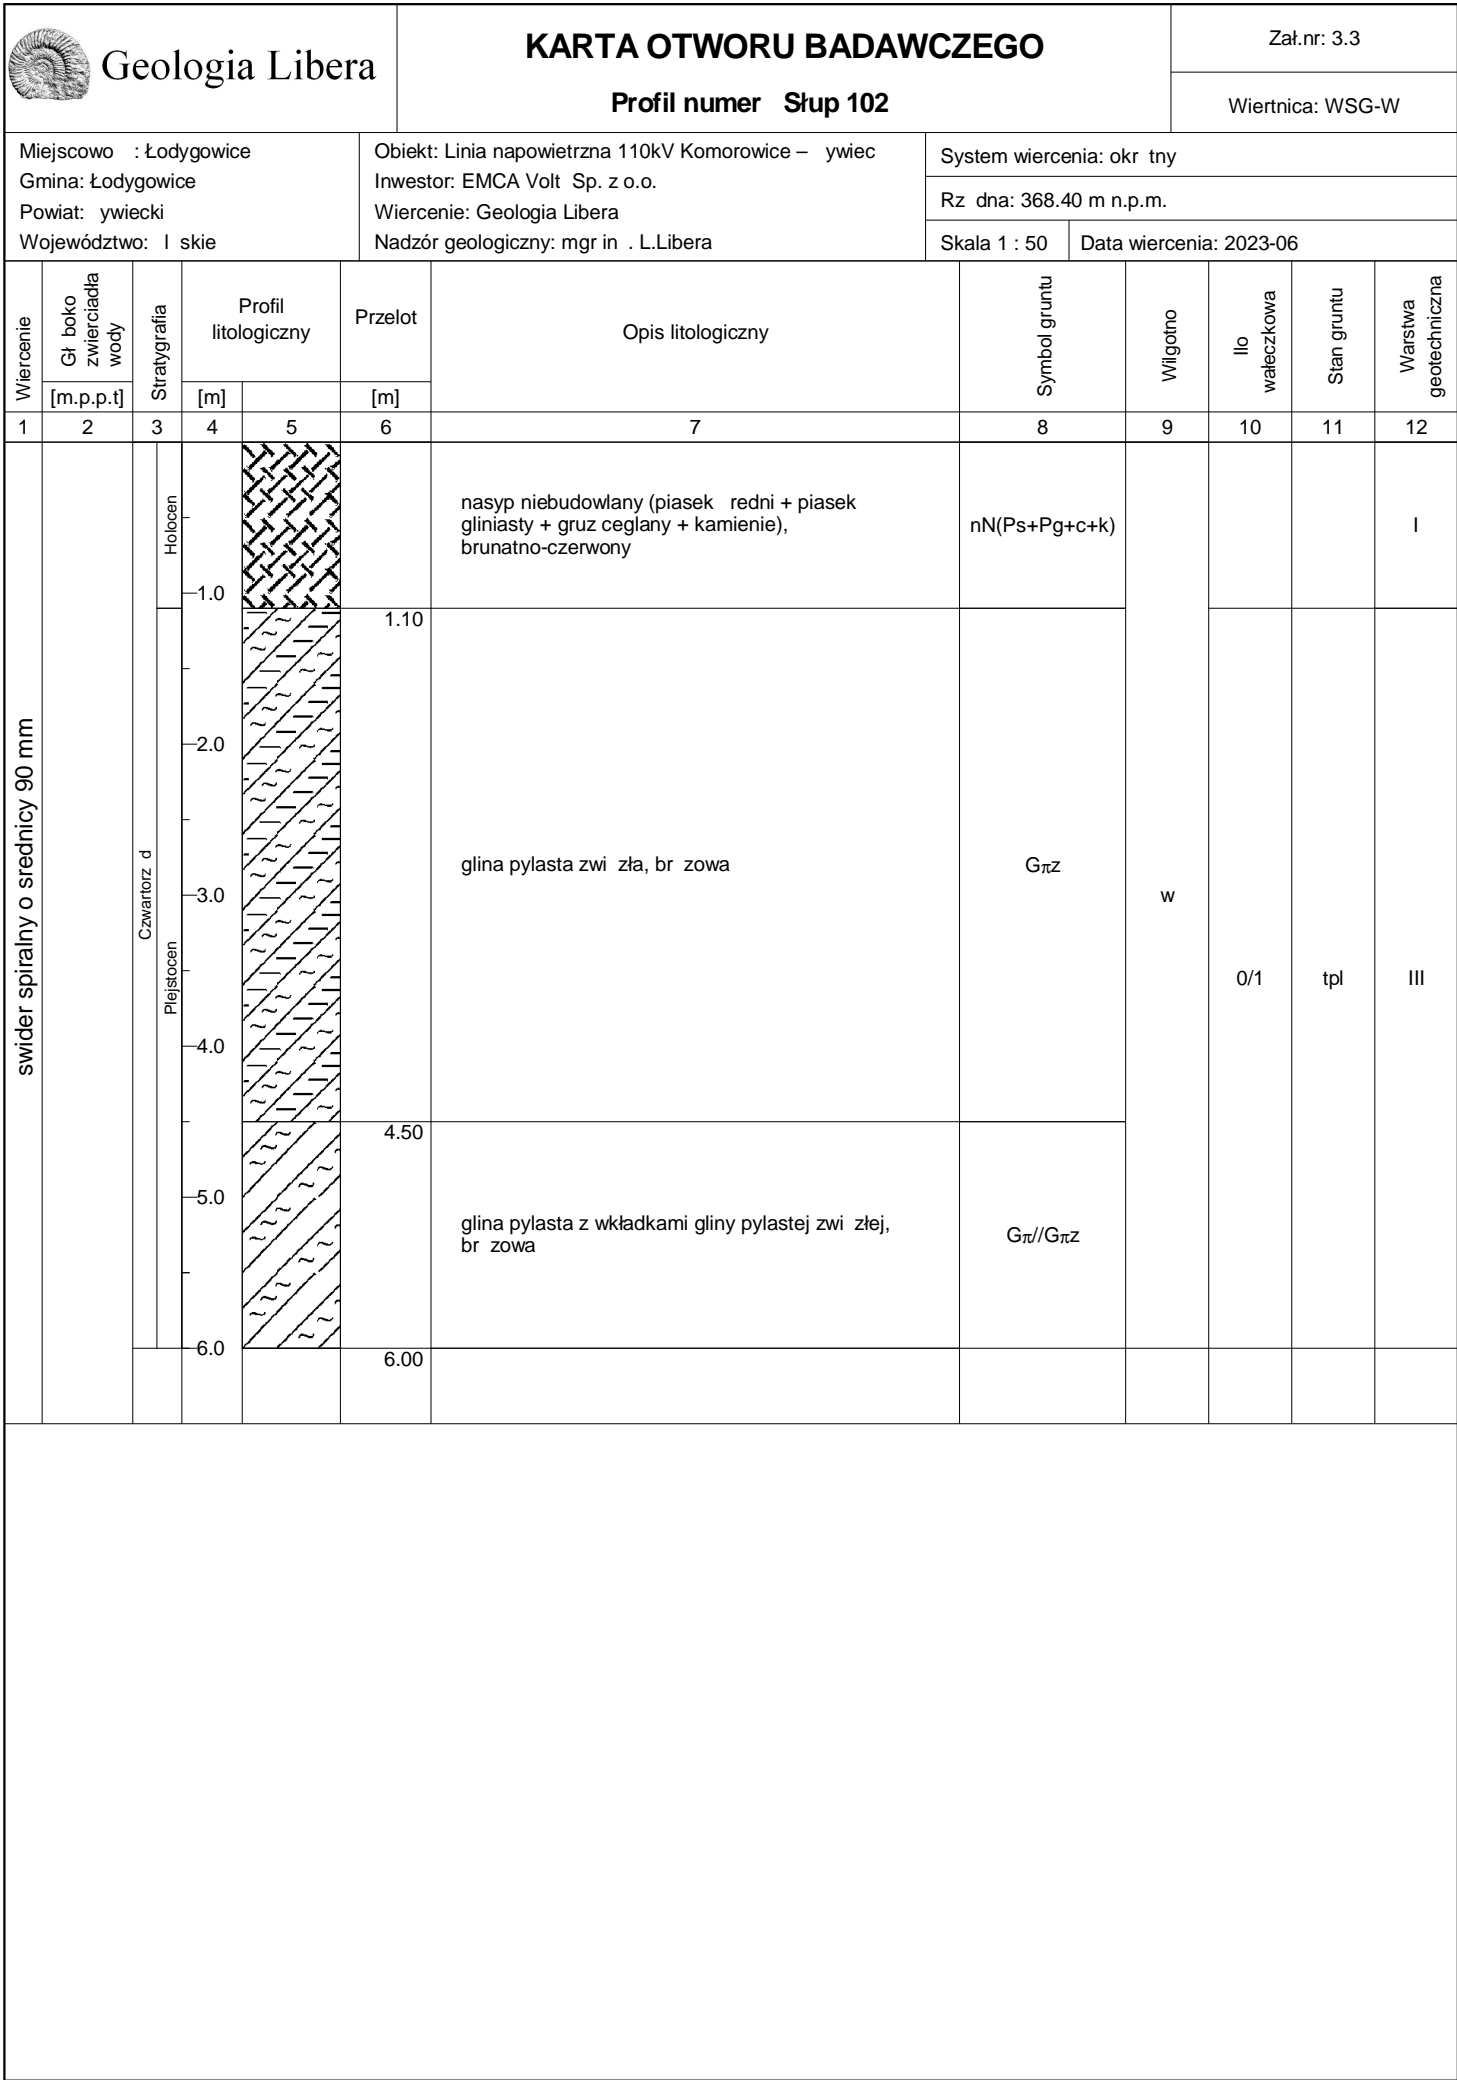 Geologia Libera
KARTA OTWORU BADAWCZEGO
Profil numer Słup 102
Zał.nr: 3.3
Wiertnica: WSG-W
Miejscowo : Łodygowice
Gmina: Łodygowice
Powiat: ywiecki
Województwo: l skie
Obiekt: Linia napowietrzna 110kV Komorowice – ywiec
Inwestor: EMCA Volt Sp. z o.o.
Wiercenie: Geologia Libera
Nadzór geologiczny: mgr in . L.Libera
System wiercenia: okr tny
Rz dna: 368.40 m n.p.m.
Skala 1 : 50
Data wiercenia: 2023-06
Wiercenie
Gł boko
zwierciadła
wody
[m.p.p.t]
Stratygrafia
Profil
litologiczny
[m]
Przelot
[m]
Opis litologiczny
Symbol gruntu
Wilgotno
Ilo
wałeczkowa
Stan gruntu
Warstwa
geotechniczna
1 2 3 4 5 6 7 8 9 10 11 12
swider spiralny o srednicy 90 mm
Czwartorz d
Holocen
Plejstocen
1.0
2.0
3.0
4.0
5.0
6.0
nasyp niebudowlany (piasek redni + piasek
gliniasty + gruz ceglany + kamienie),
brunatno-czerwony
nN(Ps+Pg+c+k)
I
1.10
glina pylasta zwi zła, br zowa
Gπz
w
0/1
tpl
III
4.50
glina pylasta z wkładkami gliny pylastej zwi złej,
br zowa
Gπ//Gπz
6.00